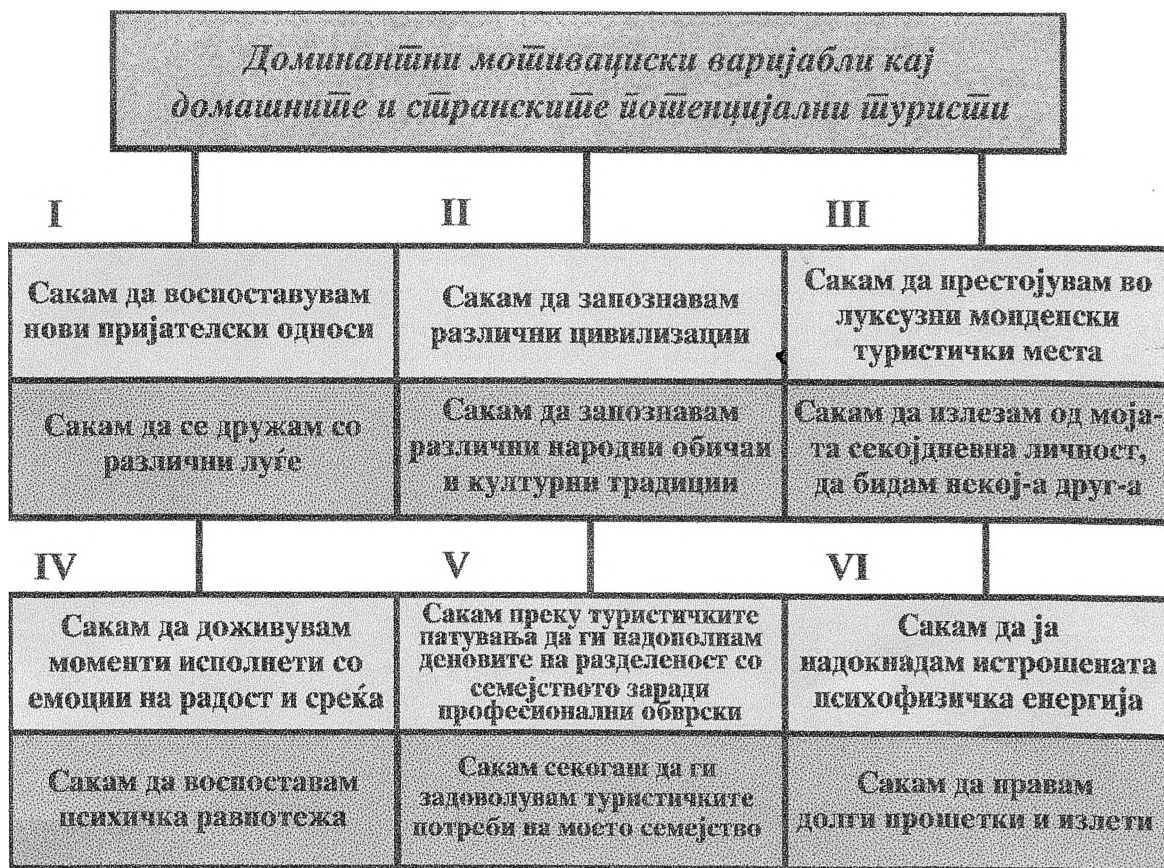 Доминантни мотивациски варијабли кај
домашните и странските потенцијални туристи
I
II
III
Сакам да воспоставувам
нови пријателски односи
Сакам да запознавам
различни цивилизации
Сакам да престојувам во
луксузни монденски
туристички места
Сакам да се дружам со
различни луѓе
Сакам да запознавам
различни народни обичаи
и културни традиции
Сакам да излезам од моја-
та секојдневна личност,
да бидам некој-а друг-а
IV
V
VI
Сакам да доживувам
моменти исполнети со
емоции на радост и среќа
Сакам преку туристичките
патувања да ги надополнам
деновите на разделеност со
семејството заради
професионални обврски
Сакам да ја
надокнадам истрошената
психофизичка енергија
Сакам да воспоставам
психичка рамнотежа
Сакам секогаш да ги
задоволувам туристичките
потреби на моето семејство
Сакам да правам
долги прошетки и излети